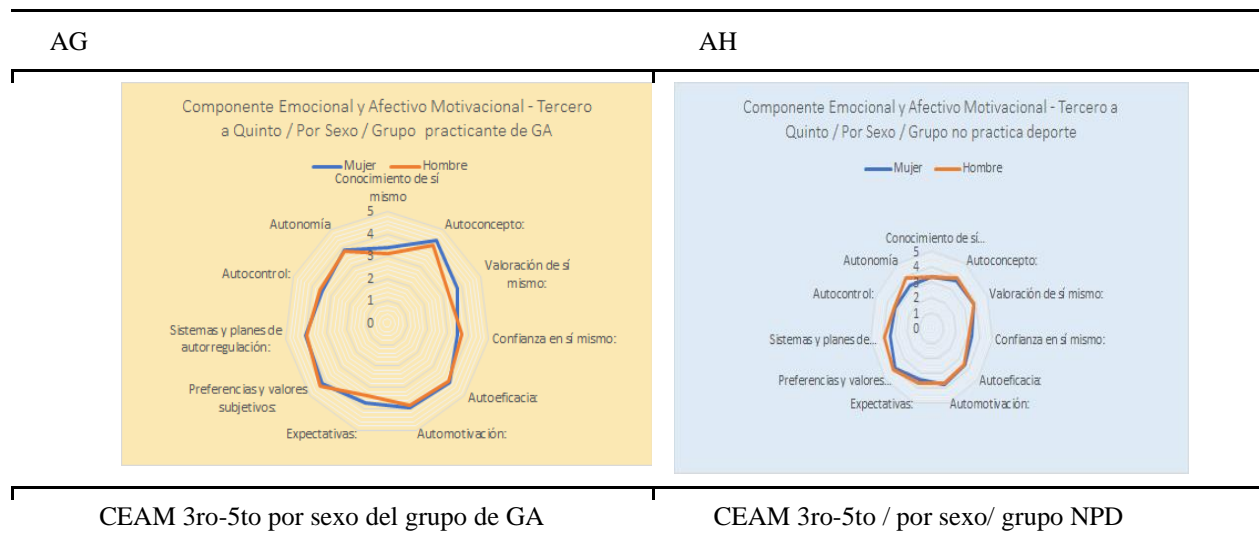 AG
AH
Componente Emocional y Afectivo Motivacional - Tercero
a Quinto / Por Sexo / Grupo practicante de GA
Mujer Hombre
Conocimiento de sí
mismo
Autoconcepto:
Valoración de sí
mismo:
Confianza en sí mismo:
Autoeficacia:
Automotivación:
Expectativas:
Preferencias y valores
subjetivos:
Sistemas y planes de
autorregulación:
Autocontrol:
Autonomía
5
4
3
2
1
0
Componente Emocional y Afectivo Motivacional - Tercero a
Quinto / Por Sexo / Grupo no practica deporte
Mujer Hombre
Conocimiento de sí...
Autoconcepto:
Valoración de sí mismo:
Confianza en sí mismo:
Autoeficacia:
Automotivación:
Expectativas:
Preferencias y valores...
Sistemas y planes de...
Autocontrol:
Autonomía
5
4
3
2
1
0
CEAM 3ro-5to por sexo del grupo de GA
CEAM 3ro-5to / por sexo/ grupo NPD